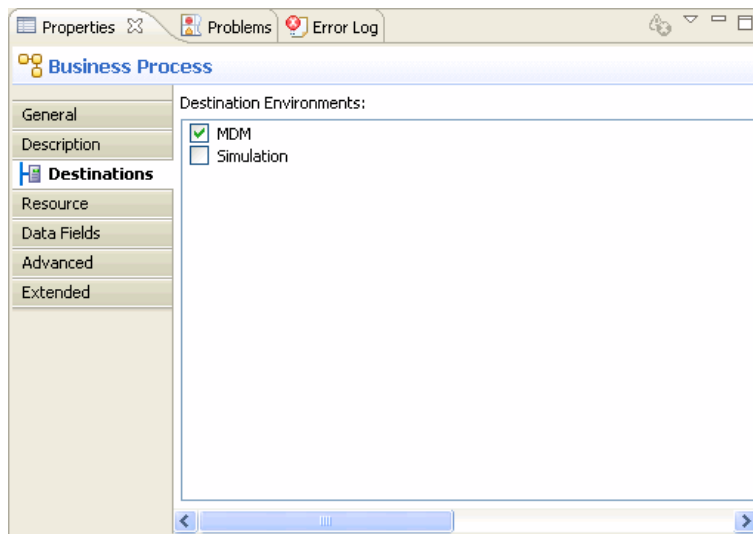 Properties Problems Error Log
Business Process
General
Description
Destinations
Resource
Data Fields
Advanced
Extended
Destination Environments:
MDM
Simulation